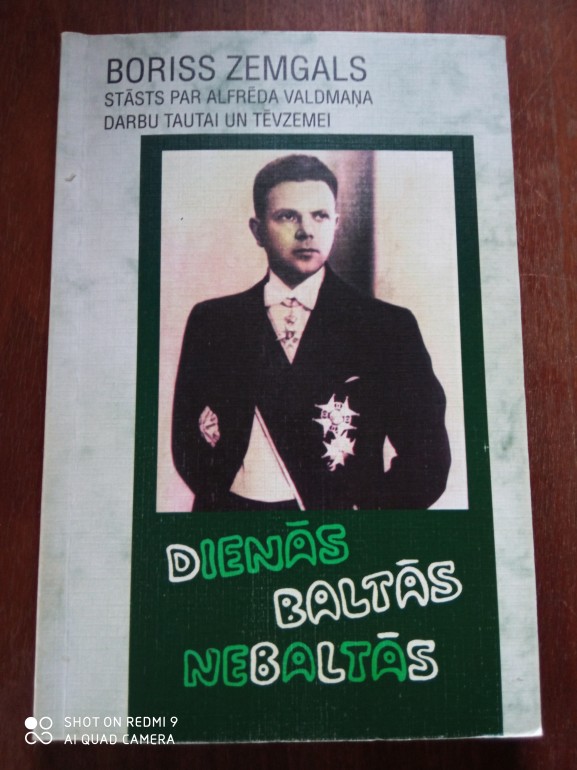 BORISS ZEMGALS
STĀSTS PAR ALFRĒDA VALDMAŅA
DARBU TAUTAI UN TĒVZEMEI
DIENĀS
BALTĀS
NEBALTĀS
SHOT ON REDMI 9
AI QUAD CAMERA